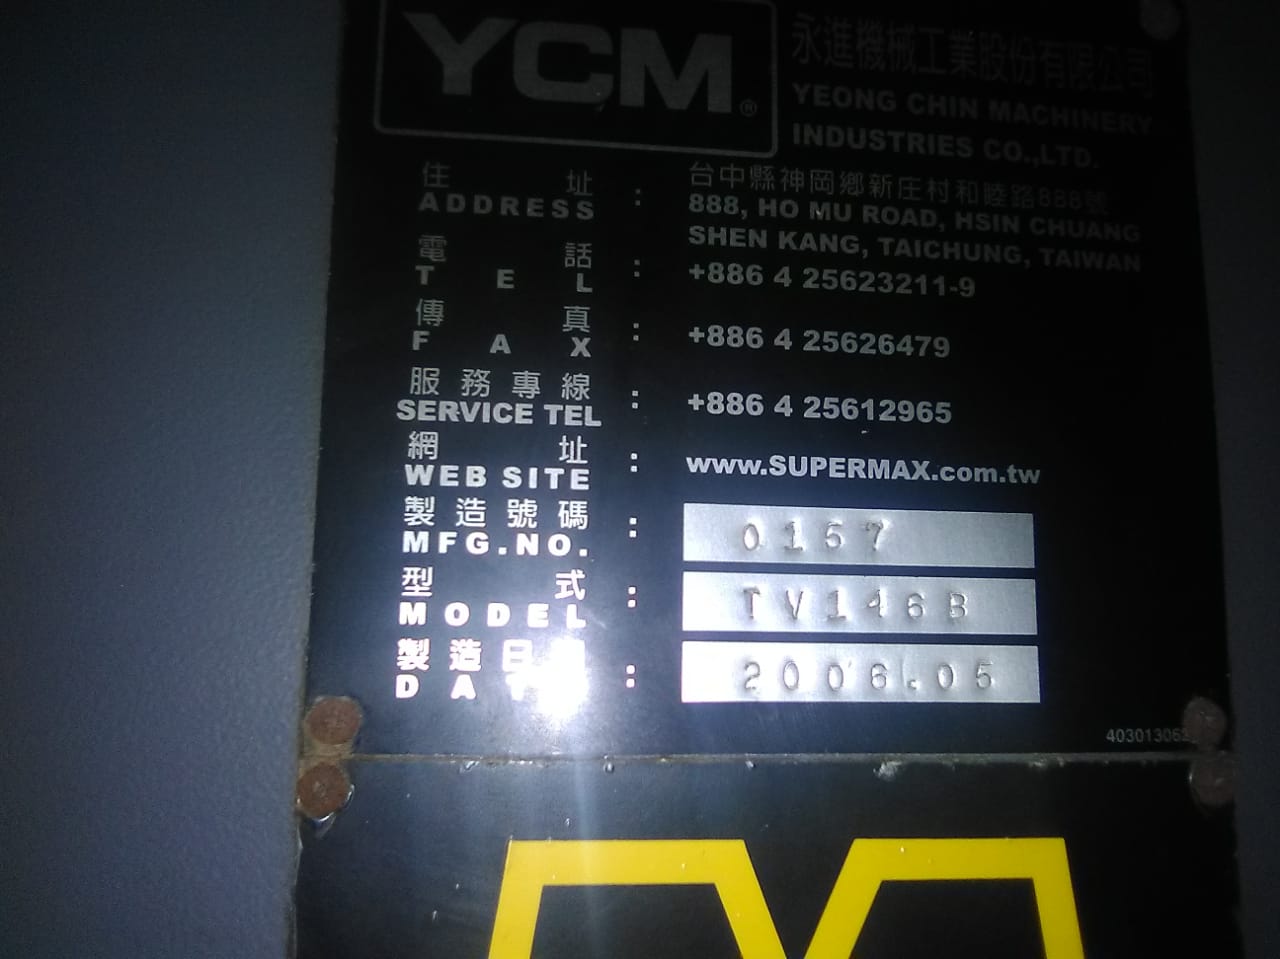 YCM®
永進機械工業股份有限公司
YEONG CHIN MACHINERY
INDUSTRIES CO.,LTD.
住址 : 台中縣神岡鄉新庄村和睦路888號
ADDRESS 888, HO MU ROAD, HSIN CHUANG
SHEN KANG, TAICHUNG, TAIWAN
電話 : +886 4 25623211-9
TEL
傳真 : +886 4 25626479
FAX
服務專線 : +886 4 25612965
SERVICE TEL
網址 : www.SUPERMAX.com.tw
WEB SITE
製造號碼 : 0157
MFG.NO.
型式 : TV146B
MODEL
製造日期 : 2006.05
DATE